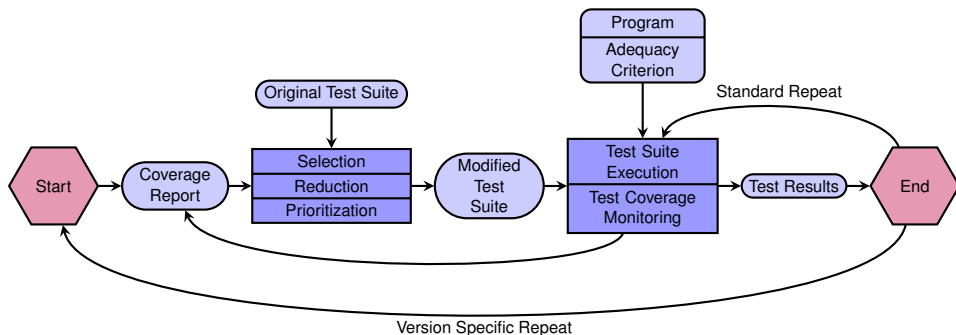 Program
Adequacy
Criterion
Original Test Suite
Standard Repeat
Start
Coverage
Report
Selection
Reduction
Prioritization
Modified
Test
Suite
Test Suite
Execution
Test Coverage
Monitoring
Test Results
End
Version Specific Repeat